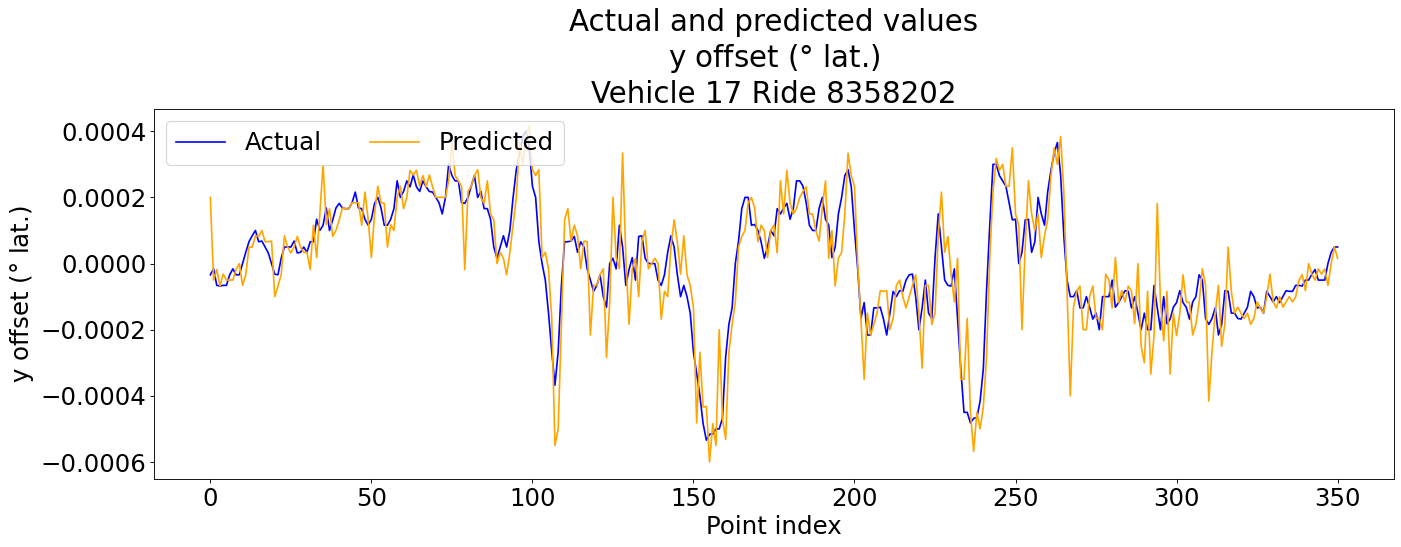 Actual and predicted values
y offset (° lat.)
Vehicle 17 Ride 8358202
Actual
Predicted
0.0004
0.0002
0.0000
−0.0002
−0.0004
−0.0006
y offset (° lat.)
0 50 100 150 200 250 300 350
Point index